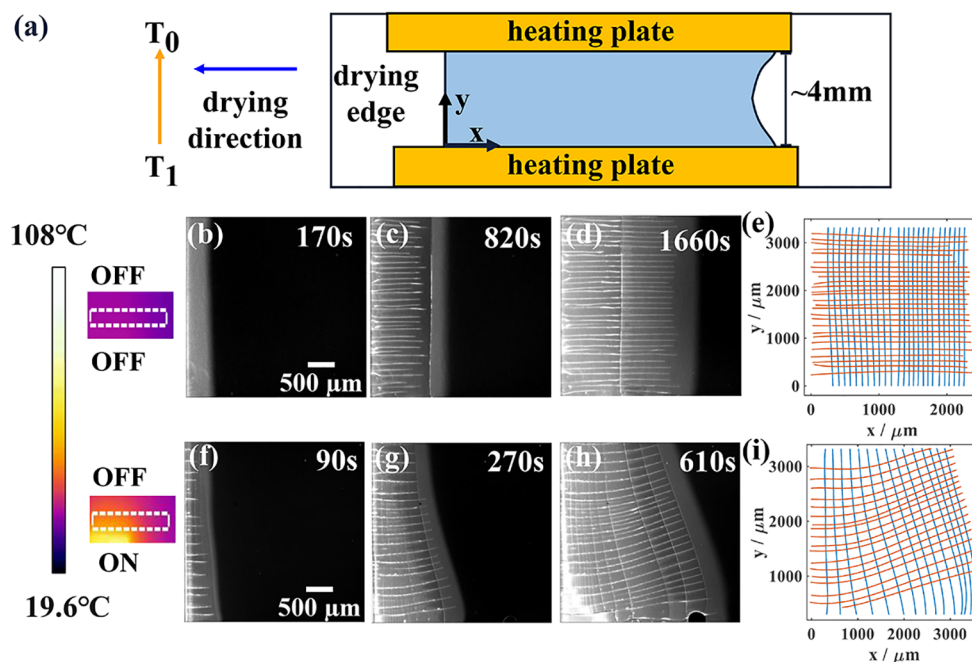 (a)
T0
T1
drying
direction
heating plate
drying
edge
y
x
~4mm
heating plate
108℃
OFF
OFF
OFF
ON
19.6℃
(b) 170s
500 μm
(c) 820s
(d) 1660s
(e)
3000
2000
1000
0
y / μm
0 1000 2000
x / μm
(f) 90s
500 μm
(g) 270s
(h) 610s
(i)
3000
2000
1000
y / μm
0 1000 2000 3000
x / μm